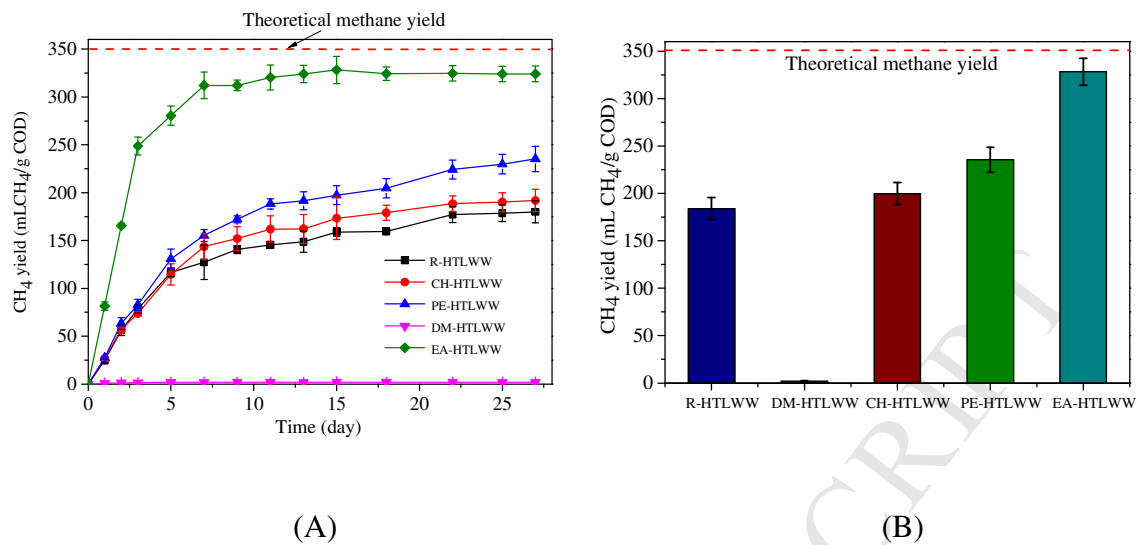 Theoretical methane yield
350
300
250
200
150
100
50
0
CH₄ yield (mLCH₄/g COD)
R-HTLWW
CH-HTLWW
PE-HTLWW
DM-HTLWW
EA-HTLWW
0 5 10 15 20 25
Time (day)
(A)
350
300
250
200
150
100
50
0
CH₄ yield (mL CH₄/g COD)
Theoretical methane yield
R-HTLWW DM-HTLWW CH-HTLWW PE-HTLWW EA-HTLWW
(B)
CRIPT